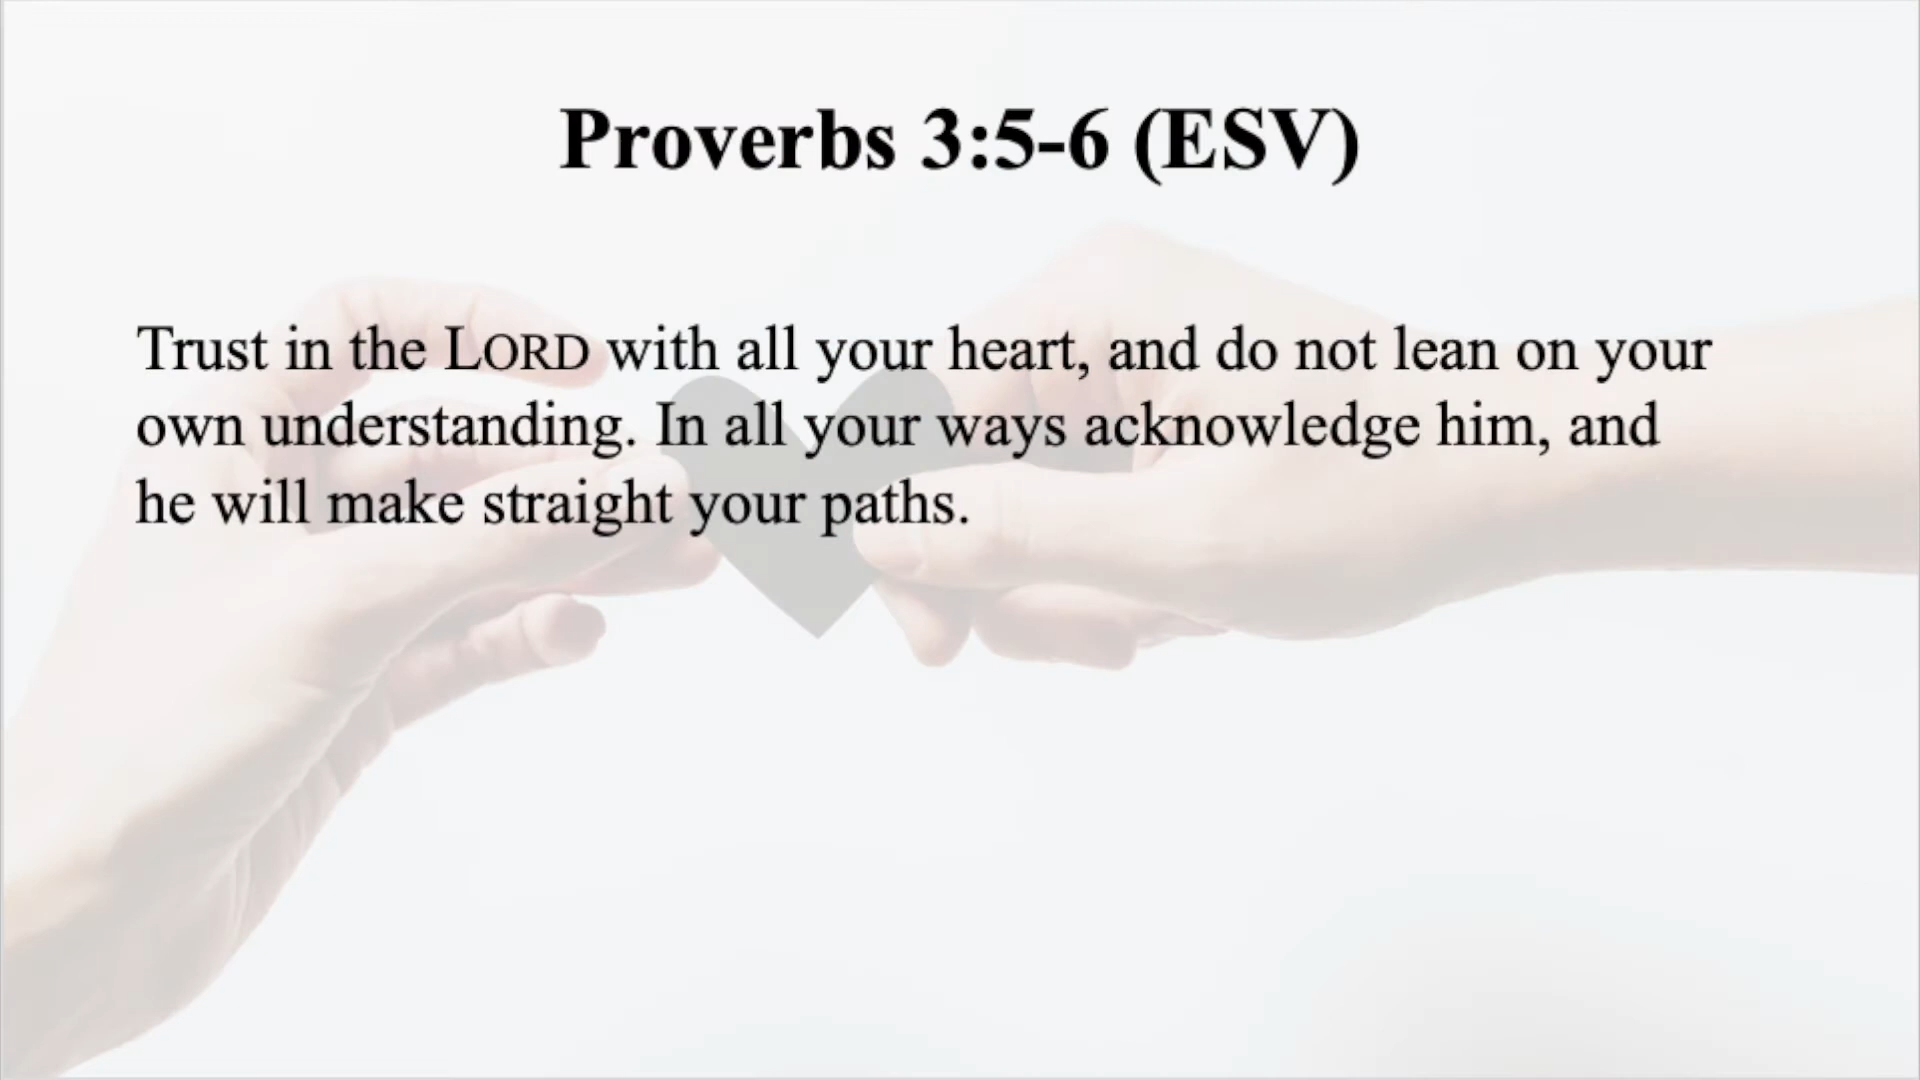 Proverbs 3:5-6 (ESV)
Trust in the LORD with all your heart, and do not lean on your
own understanding. In all your ways acknowledge him, and
he will make straight your paths.